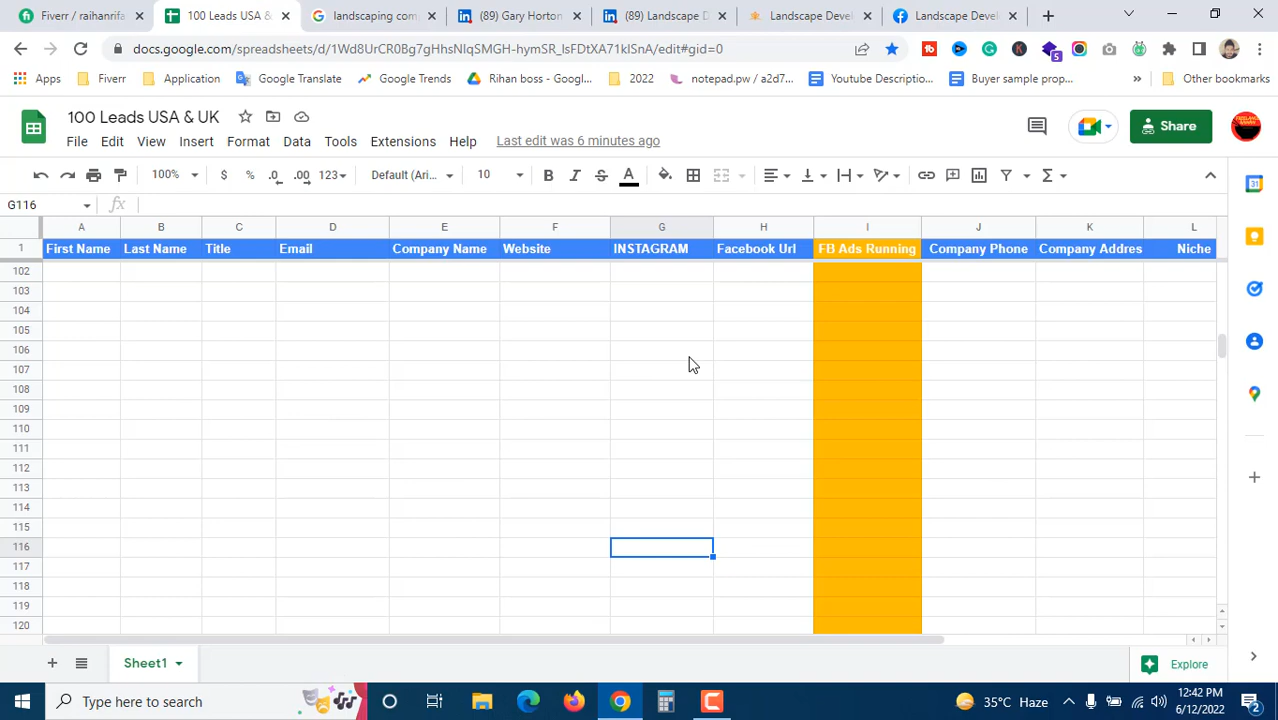 Fiverr / raihanrifa
100 Leads USA &
landscaping com
(89) Gary Horton
(89) Landscape D
Landscape Devel
Landscape Devel
docs.google.com/spreadsheets/d/1Wd8UrCR0Bg7gHhsNlqSMGH-hymSR_lsFDtXA71klSnA/edit#gid=0
Apps
Fiverr
Application
Google Translate
Google Trends
Rihan boss - Googl...
2022
notepad.pw / a2d7...
Youtube Descriptio...
Buyer sample prop...
»
Other bookmarks
100 Leads USA & UK
Share
File Edit View Insert Format Data Tools Extensions Help Last edit was 6 minutes ago
100% $ % .0 .00 123 Default (Ari... 10 B I S A
G116 fx
A B C D E F G H I J K L
1 First Name Last Name Title Email Company Name Website INSTAGRAM Facebook Url FB Ads Running Company Phone Company Addres Niche
102
103
104
105
106
107
108
109
110
111
112
113
114
115
116
117
118
119
120
Sheet1
Explore
Type here to search
35°C Haze
12:42 PM
6/12/2022
2